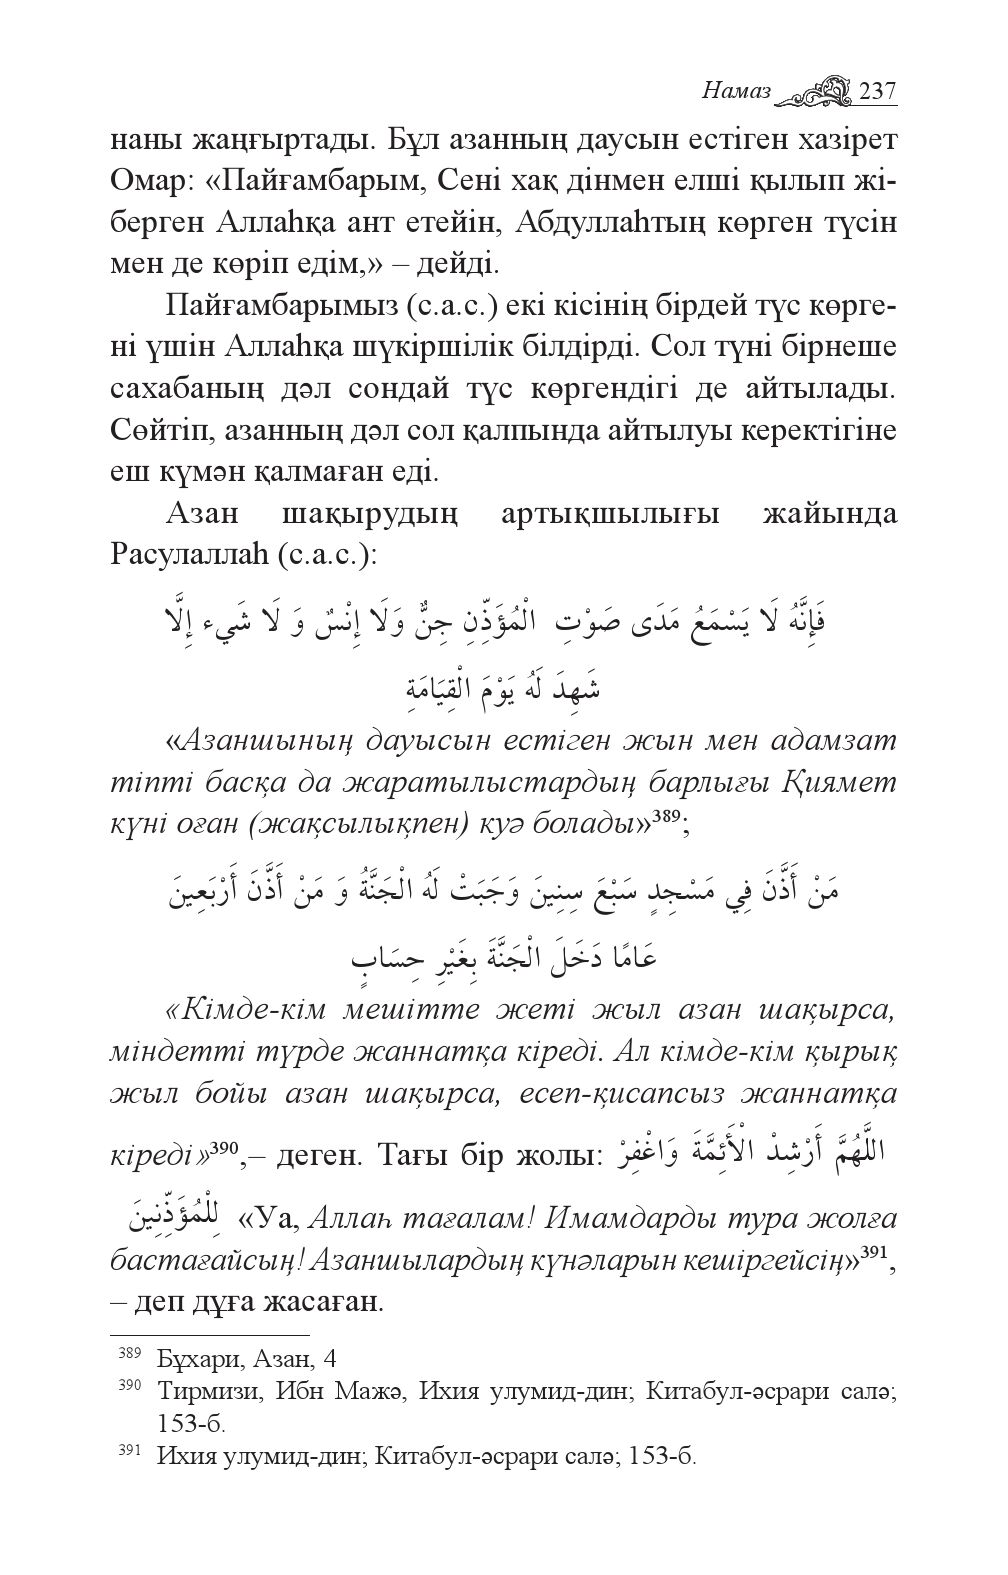 Намаз 237
наны жаңғыртады. Бұл азанның даусын естіген хазірет
Омар: «Пайғамбарым, Сені хақ дінмен елші қылып жі-
берген Аллаһқа ант етейін, Абдуллаһтың көрген түсін
мен де көріп едім,» – дейді.
Пайғамбарымыз (с.а.с.) екі кісінің бірдей түс көрге-
ні үшін Аллаһқа шүкіршілік білдірді. Сол түні бірнеше
сахабаның дәл сондай түс көргендігі де айтылады.
Сөйтіп, азанның дәл сол қалпында айтылуы керектігіне
еш күмән қалмаған еді.
Азан шақырудың артықшылығы жайында
Расулаллаһ (с.а.с.):
فَإِنَّهُ لَا يَسْمَعُ مَدَى صَوْتِ الْمُؤَذِّنِ جِنٌّ وَلَا إِنْسٌ وَ لَا شَيء إِلَّا
شَهِدَ لَهُ يَوْمَ الْقِيَامَةِ
«Азаншының дауысын естіген жын мен адамзат
тіпті басқа да жаратылыстардың барлығы Қиямет
күні оған (жақсылықпен) куә болады»³⁸⁹;
مَنْ أَذَّنَ فِي مَسْجِدٍ سَبْعَ سِنِينَ وَجَبَتْ لَهُ الْجَنَّةُ وَ مَنْ أَذَّنَ أَرْبَعِينَ
عَامًا دَخَلَ الْجَنَّةَ بِغَيْرِ حِسَابٍ
«Кімде-кім мешітте жеті жыл азан шақырса,
міндетті түрде жаннатқа кіреді. Ал кімде-кім қырық
жыл бойы азан шақырса, есеп-қисапсыз жаннатқа
кіреді»³⁹⁰,– деген. Тағы бір жолы: اللَّهُمَّ أَرْشِدْ الْأَئِمَّةَ وَاغْفِرْ
لِلْمُؤَذِّنِينَ «Уа, Аллаһ тағалам! Имамдарды тура жолға
бастағайсың! Азаншылардың күнәларын кешіргейсің»³⁹¹,
– деп дұға жасаған.
³⁸⁹ Бұхари, Азан, 4
³⁹⁰ Тирмизи, Ибн Мажә, Ихия улумид-дин; Китабул-әсрари салә;
153-б.
³⁹¹ Ихия улумид-дин; Китабул-әсрари салә; 153-б.